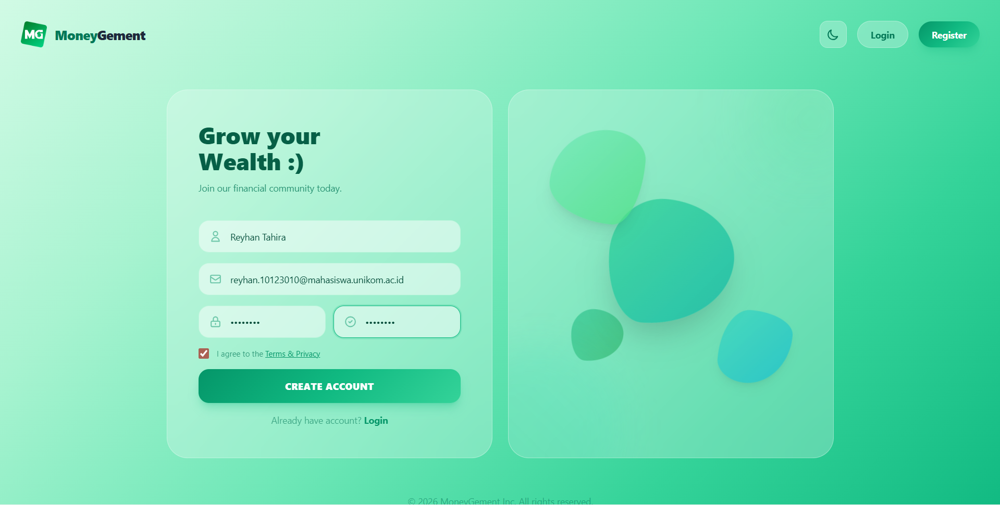 MG MoneyGement
Login
Register
Grow your
Wealth :)
Join our financial community today.
Reyhan Tahira
reyhan.10123010@mahasiswa.unikom.ac.id
•••••••• ••••••••
I agree to the Terms & Privacy
CREATE ACCOUNT
Already have account? Login
© 2026 MoneyGement Inc. All rights reserved.